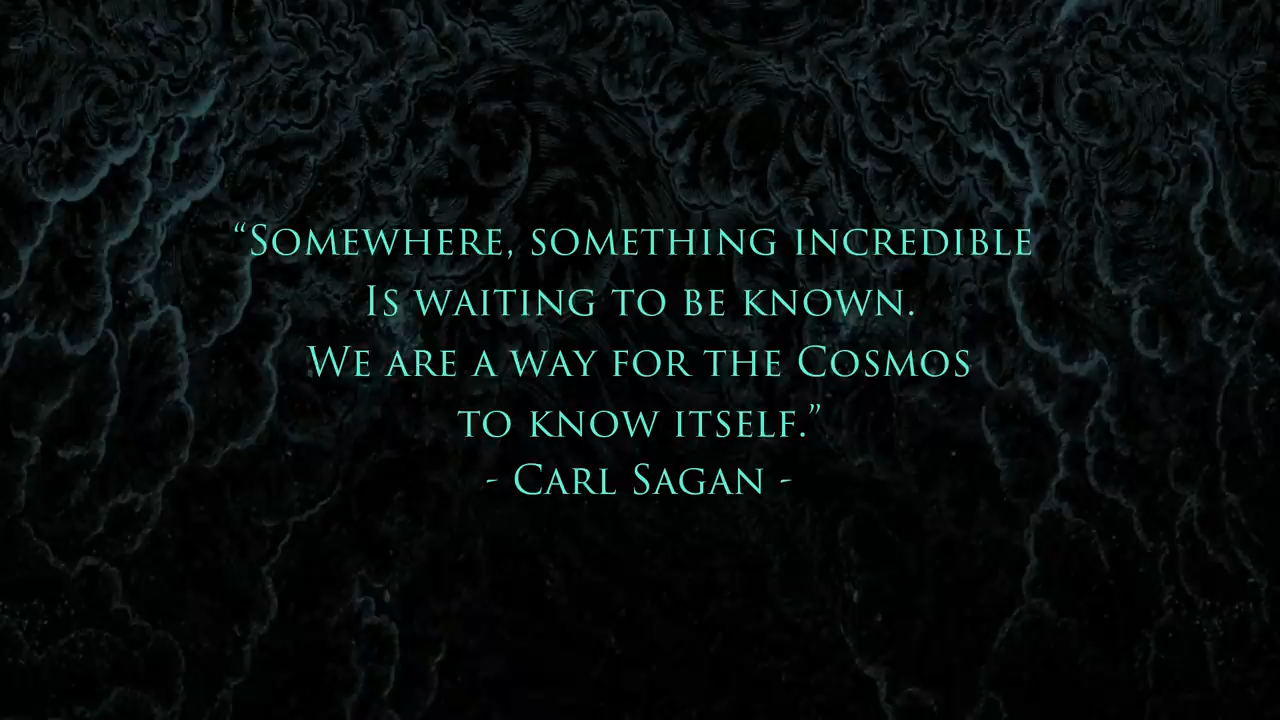 “Somewhere, something incredible
Is waiting to be known.
We are a way for the Cosmos
to know itself.”
- Carl Sagan -